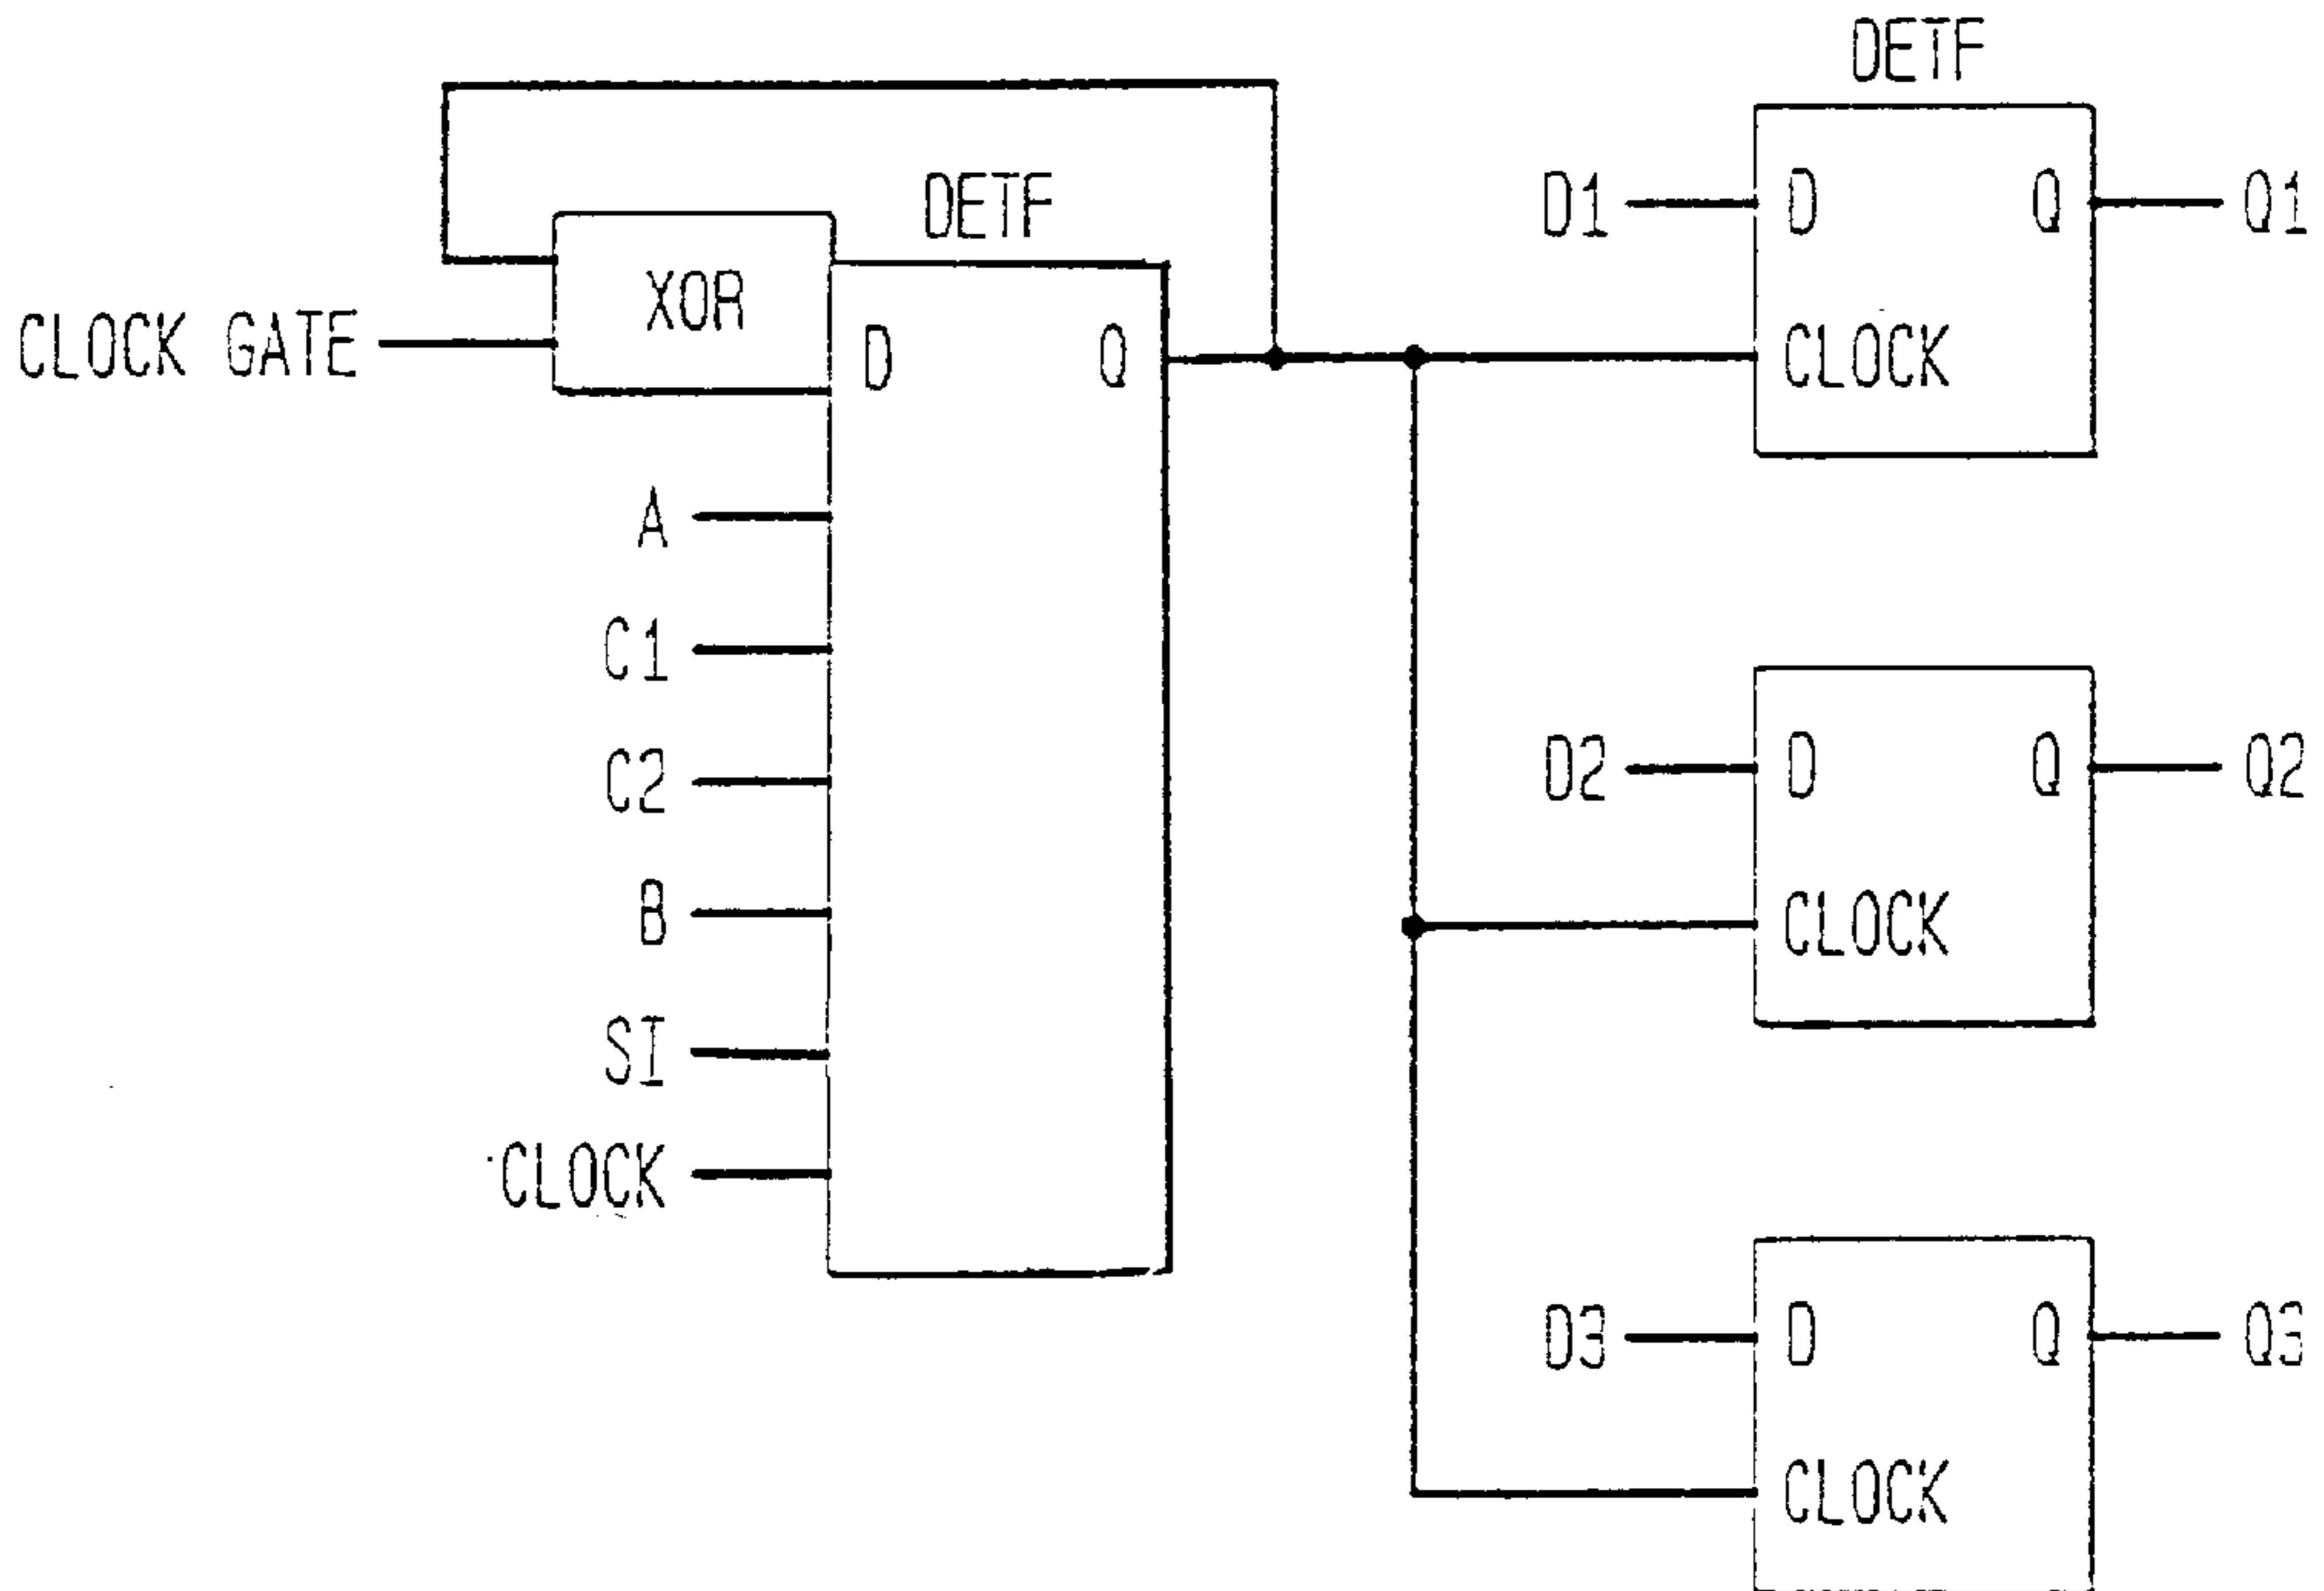 DETF
DETF
D1
D
Q
Q1
XOR
CLOCK GATE
D
Q
CLOCK
A
C1
C2
D2
D
Q
Q2
B
CLOCK
SI
CLOCK
D3
D
Q
Q3
CLOCK